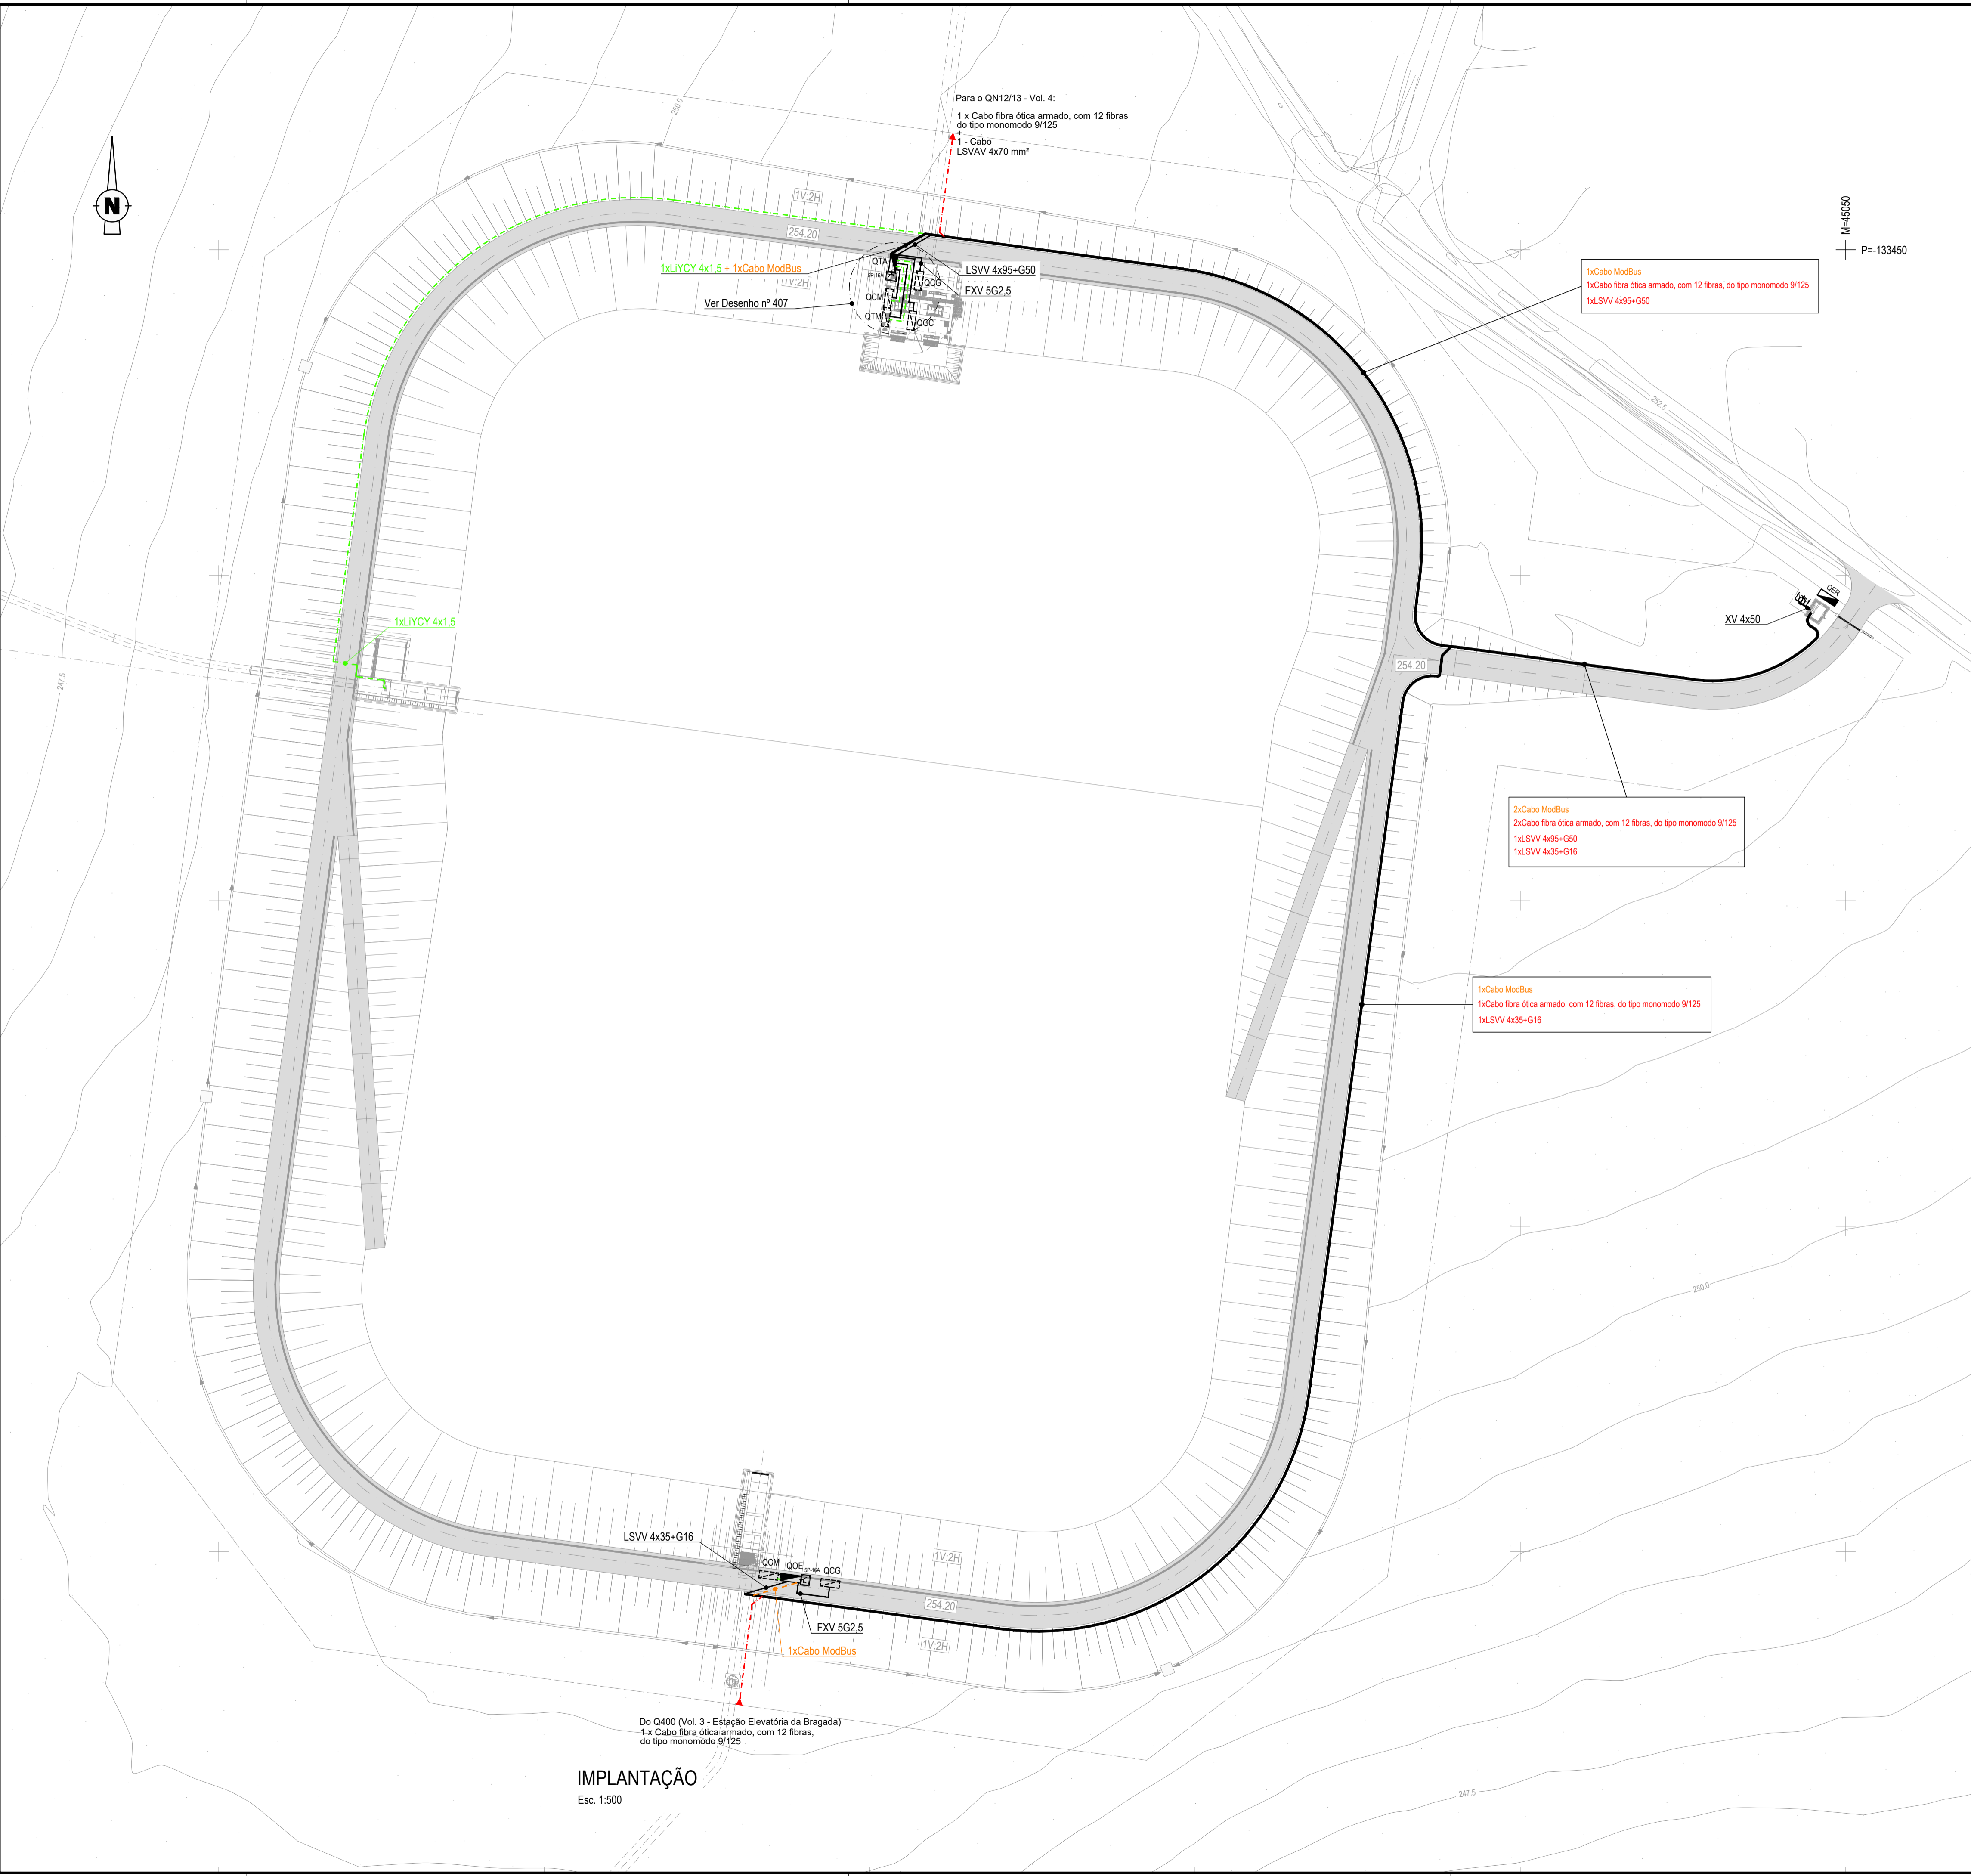 Para o QN12/13 - Vol. 4:
1 x Cabo fibra ótica armado, com 12 fibras
do tipo monomodo 9/125
+
1 - Cabo
LSVAV 4x70 mm²
250.0
N
1V:2H
254.20
M=45050
P=-133450
1xLiYCY 4x1,5 + 1xCabo ModBus
1V:2H
Ver Desenho nº 407
QTA
5P-16A
QCM
QTM
QCG
QGC
LSVV 4x95+G50
FXV 5G2,5
1xCabo ModBus
1xCabo fibra ótica armado, com 12 fibras, do tipo monomodo 9/125
1xLSVV 4x95+G50
252.5
QER
XV 4x50
1xLiYCY 4x1,5
247.5
254.20
2xCabo ModBus
2xCabo fibra ótica armado, com 12 fibras, do tipo monomodo 9/125
1xLSVV 4x95+G50
1xLSVV 4x35+G16
1xCabo ModBus
1xCabo fibra ótica armado, com 12 fibras, do tipo monomodo 9/125
1xLSVV 4x35+G16
250.0
LSVV 4x35+G16
QCM
QOE
5P-16A
QCG
1V:2H
254.20
1V:2H
FXV 5G2,5
1xCabo ModBus
Do Q400 (Vol. 3 - Estação Elevatória da Bragada)
1 x Cabo fibra ótica armado, com 12 fibras,
do tipo monomodo 9/125
IMPLANTAÇÃO
Esc. 1:500
247.5